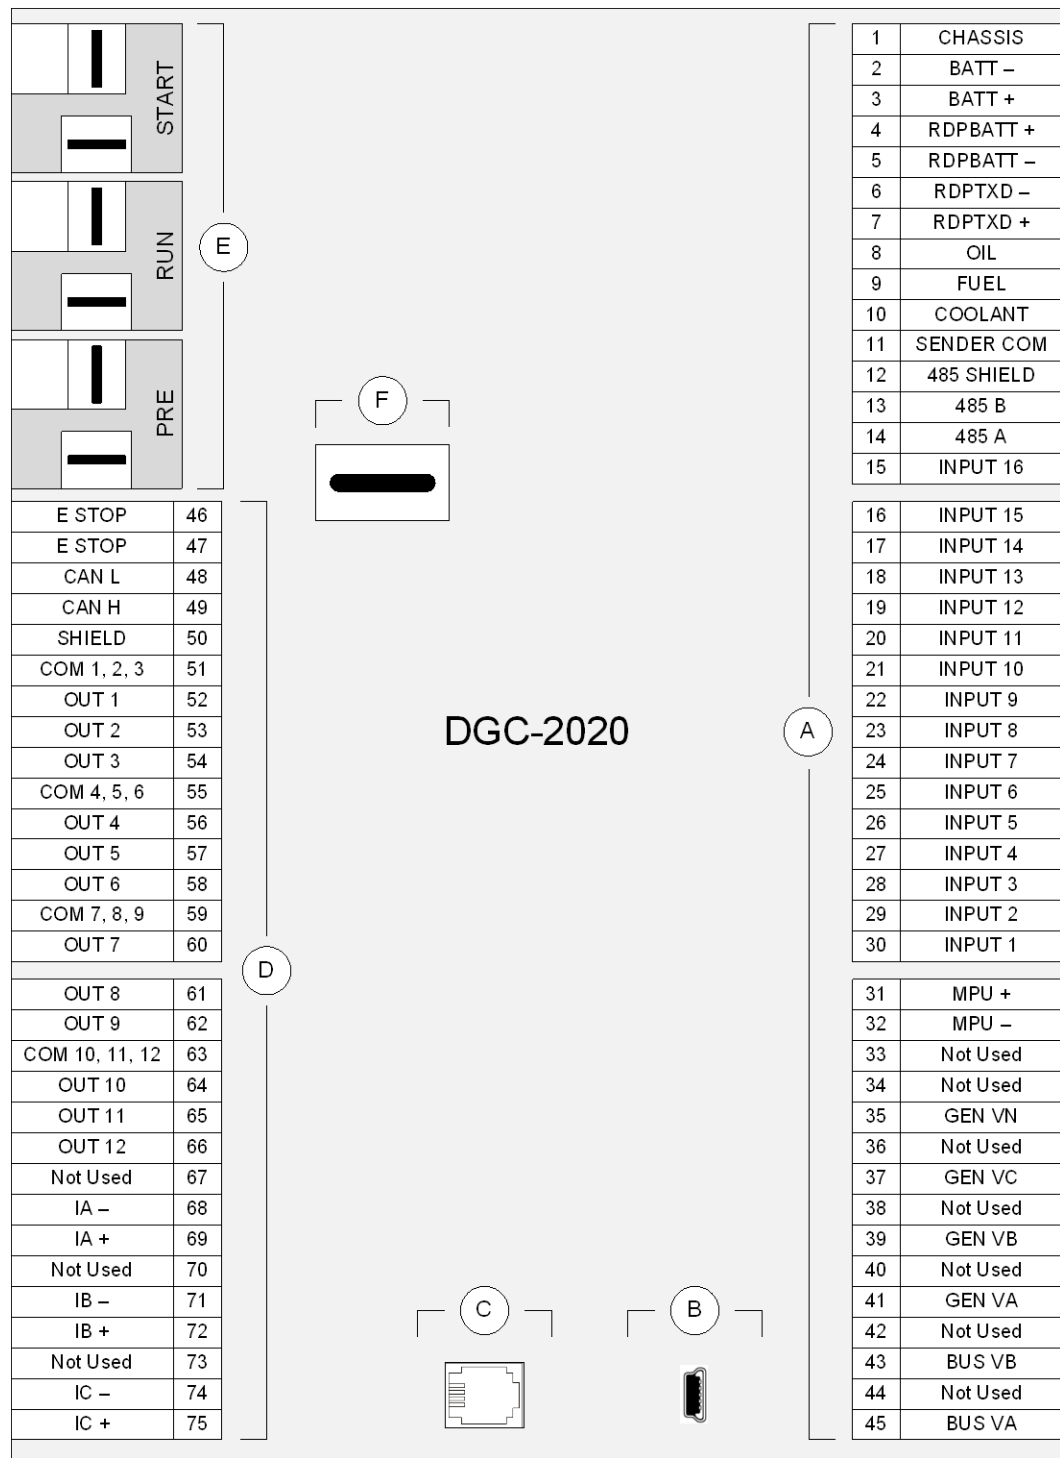 START
RUN
PRE
E
F
E STOP 46
E STOP 47
CAN L 48
CAN H 49
SHIELD 50
COM 1, 2, 3 51
OUT 1 52
OUT 2 53
OUT 3 54
COM 4, 5, 6 55
OUT 4 56
OUT 5 57
OUT 6 58
COM 7, 8, 9 59
OUT 7 60
D
OUT 8 61
OUT 9 62
COM 10, 11, 12 63
OUT 10 64
OUT 11 65
OUT 12 66
Not Used 67
IA – 68
IA + 69
Not Used 70
IB – 71
IB + 72
Not Used 73
IC – 74
IC + 75
DGC-2020
C
B
A
1 CHASSIS
2 BATT –
3 BATT +
4 RDPBATT +
5 RDPBATT –
6 RDPTXD –
7 RDPTXD +
8 OIL
9 FUEL
10 COOLANT
11 SENDER COM
12 485 SHIELD
13 485 B
14 485 A
15 INPUT 16
16 INPUT 15
17 INPUT 14
18 INPUT 13
19 INPUT 12
20 INPUT 11
21 INPUT 10
22 INPUT 9
23 INPUT 8
24 INPUT 7
25 INPUT 6
26 INPUT 5
27 INPUT 4
28 INPUT 3
29 INPUT 2
30 INPUT 1
31 MPU +
32 MPU –
33 Not Used
34 Not Used
35 GEN VN
36 Not Used
37 GEN VC
38 Not Used
39 GEN VB
40 Not Used
41 GEN VA
42 Not Used
43 BUS VB
44 Not Used
45 BUS VA